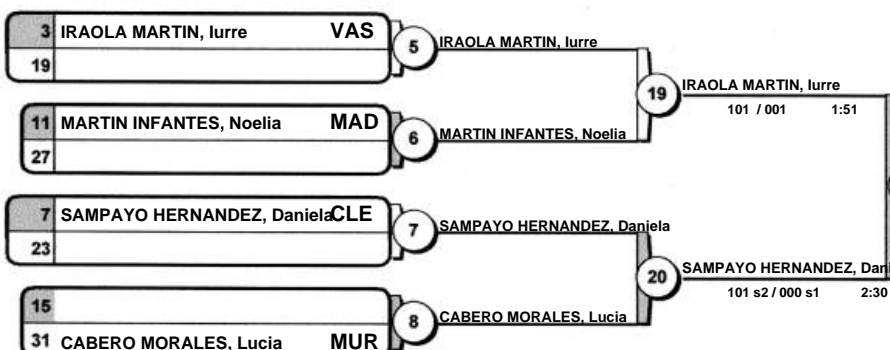 3 IRAOLA MARTIN, Iurre VAS
19
5
IRAOLA MARTIN, Iurre
11 MARTIN INFANTES, Noelia MAD
27
6
MARTIN INFANTES, Noelia
19
IRAOLA MARTIN, Iurre
101 / 001 1:51
7 SAMPAYO HERNANDEZ, Daniela CLE
23
7
SAMPAYO HERNANDEZ, Daniela
15
31 CABERO MORALES, Lucia MUR
8
CABERO MORALES, Lucia
20
SAMPAYO HERNANDEZ, Dani
101 s2 / 000 s1 2:30